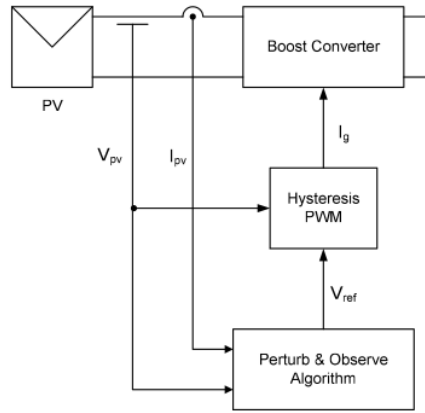 Boost Converter
PV
V_pv
I_pv
I_g
Hysteresis
PWM
V_ref
Perturb & Observe
Algorithm